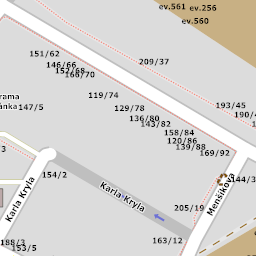 ev.561
ev.256
ev.560
151/62
209/37
146/66
152/68
160/70
rama
ánka
147/5
119/74
129/78
136/80
143/82
193/45
190/4
158/84
120/86
139/88
169/92
153/12
154/2
144/3
Karla Kryla
Karla Kryla
Menšíkova
205/19
163/12
188/3
153/5